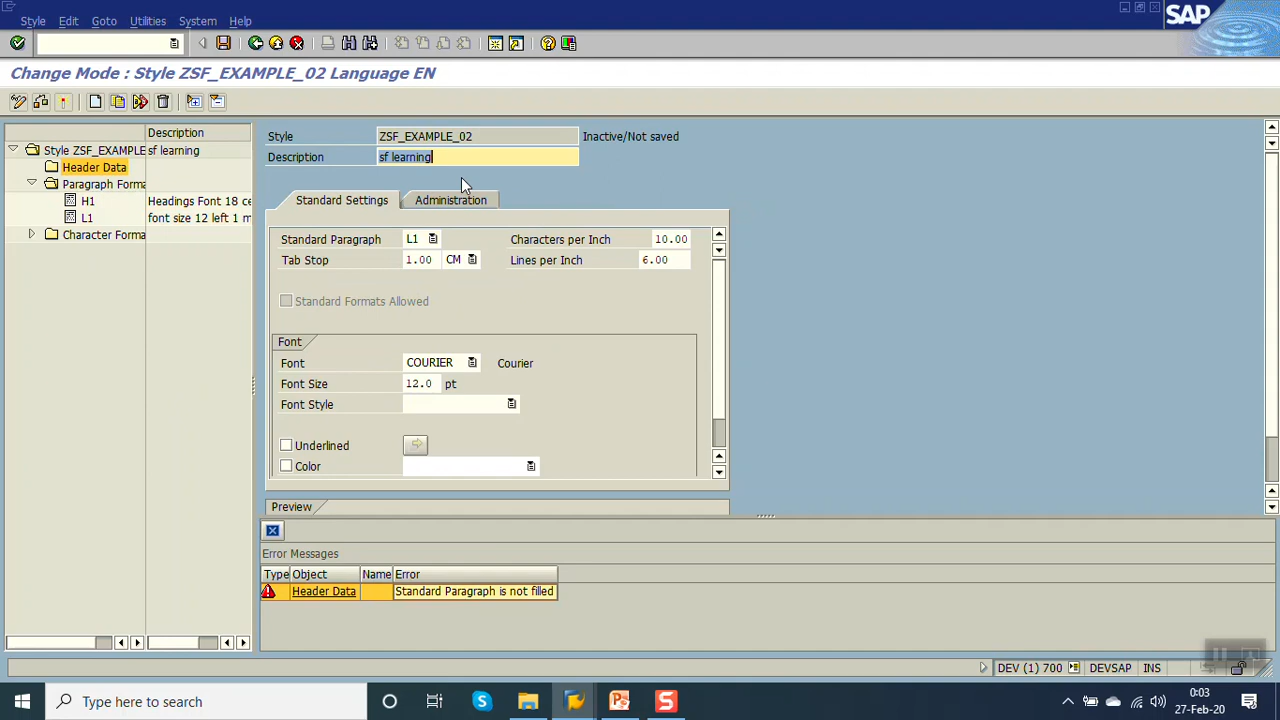 Style Edit Goto Utilities System Help
SAP
Change Mode : Style ZSF_EXAMPLE_02 Language EN
Description
Style ZSF_EXAMPLE sf learning
Header Data
Paragraph Forma
H1 Headings Font 18 ce
L1 font size 12 left 1 m
Character Forma
Style ZSF_EXAMPLE_02 Inactive/Not saved
Description sf learning
Standard Settings Administration
Standard Paragraph L1 Characters per Inch 10.00
Tab Stop 1.00 CM Lines per Inch 6.00
Standard Formats Allowed
Font
Font COURIER Courier
Font Size 12.0 pt
Font Style
Underlined
Color
Preview
Error Messages
Type Object Name Error
Header Data Standard Paragraph is not filled
DEV (1) 700 DEVSAP INS
Type here to search
0:03
27-Feb-20